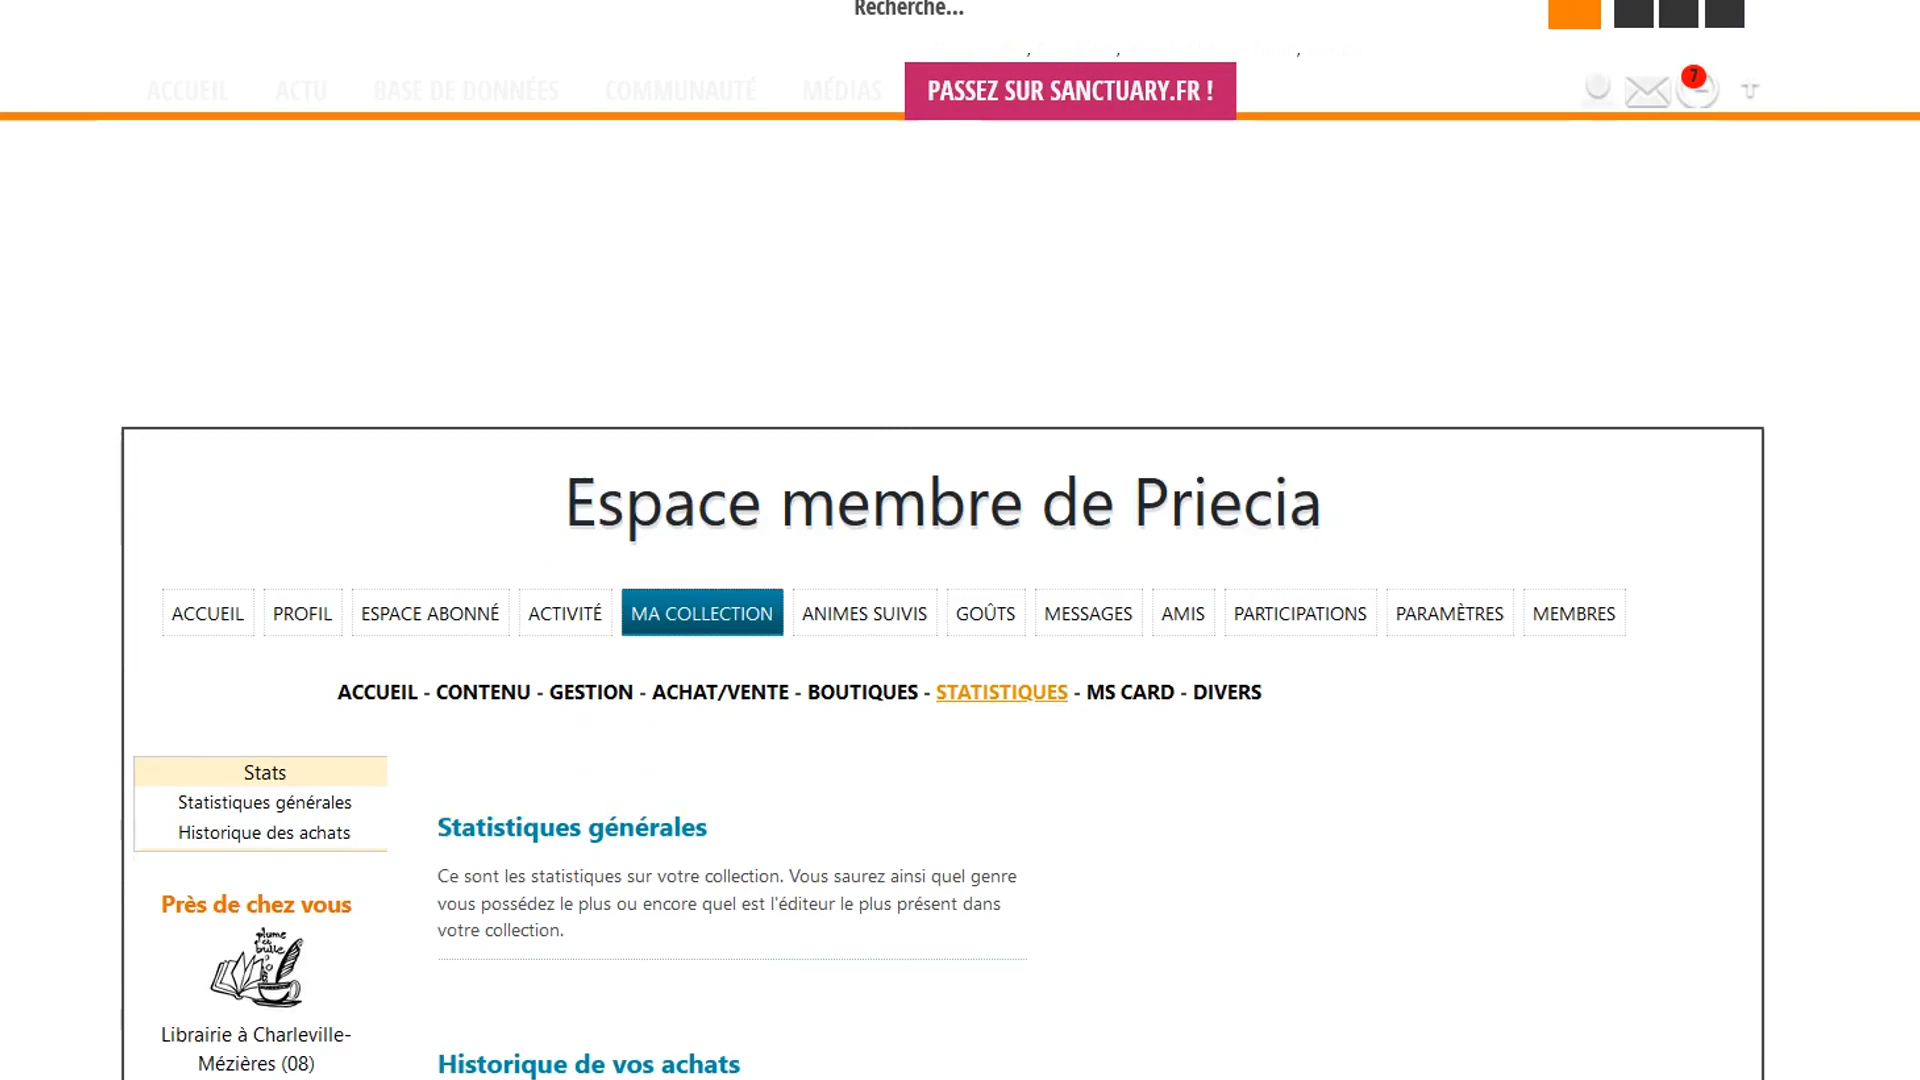 Recherche...
ACCUEIL ACTU BASE DE DONNÉES COMMUNAUTÉ MÉDIAS PASSEZ SUR SANCTUARY.FR ! 7
Espace membre de Priecia
ACCUEIL PROFIL ESPACE ABONNÉ ACTIVITÉ MA COLLECTION ANIMES SUIVIS GOÛTS MESSAGES AMIS PARTICIPATIONS PARAMÈTRES MEMBRES
ACCUEIL - CONTENU - GESTION - ACHAT/VENTE - BOUTIQUES - STATISTIQUES - MS CARD - DIVERS
Stats
Statistiques générales
Historique des achats
Près de chez vous
plume et bulle
Librairie à Charleville-
Mézières (08)
Statistiques générales
Ce sont les statistiques sur votre collection. Vous saurez ainsi quel genre
vous possédez le plus ou encore quel est l'éditeur le plus présent dans
votre collection.
Historique de vos achats